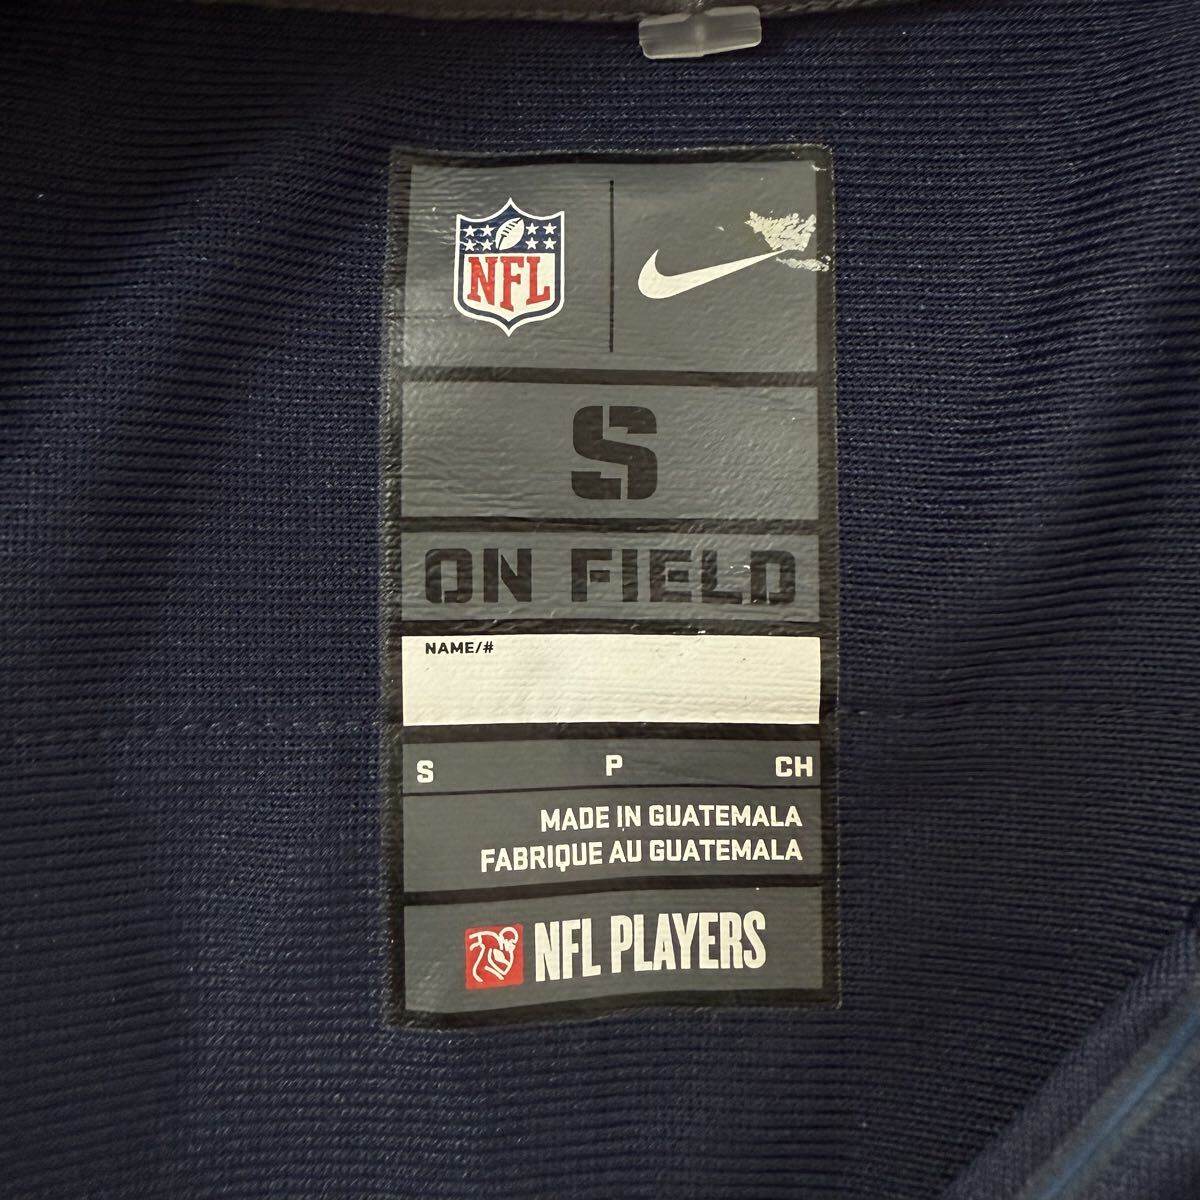 NFL
S
ON FIELD
NAME/#
S P CH
MADE IN GUATEMALA
FABRIQUE AU GUATEMALA
NFL PLAYERS